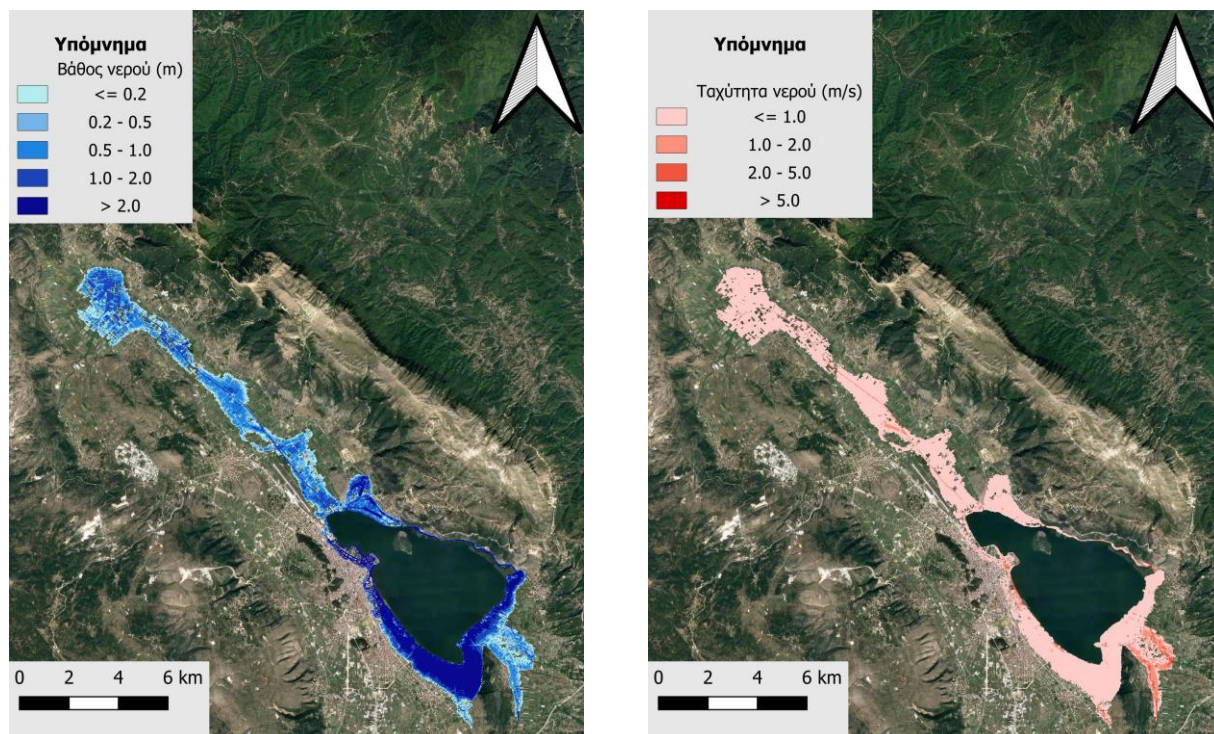 Υπόμνημα
Βάθος νερού (m)
<= 0.2
0.2 - 0.5
0.5 - 1.0
1.0 - 2.0
> 2.0
0 2 4 6 km
Υπόμνημα
Ταχύτητα νερού (m/s)
<= 1.0
1.0 - 2.0
2.0 - 5.0
> 5.0
0 2 4 6 km